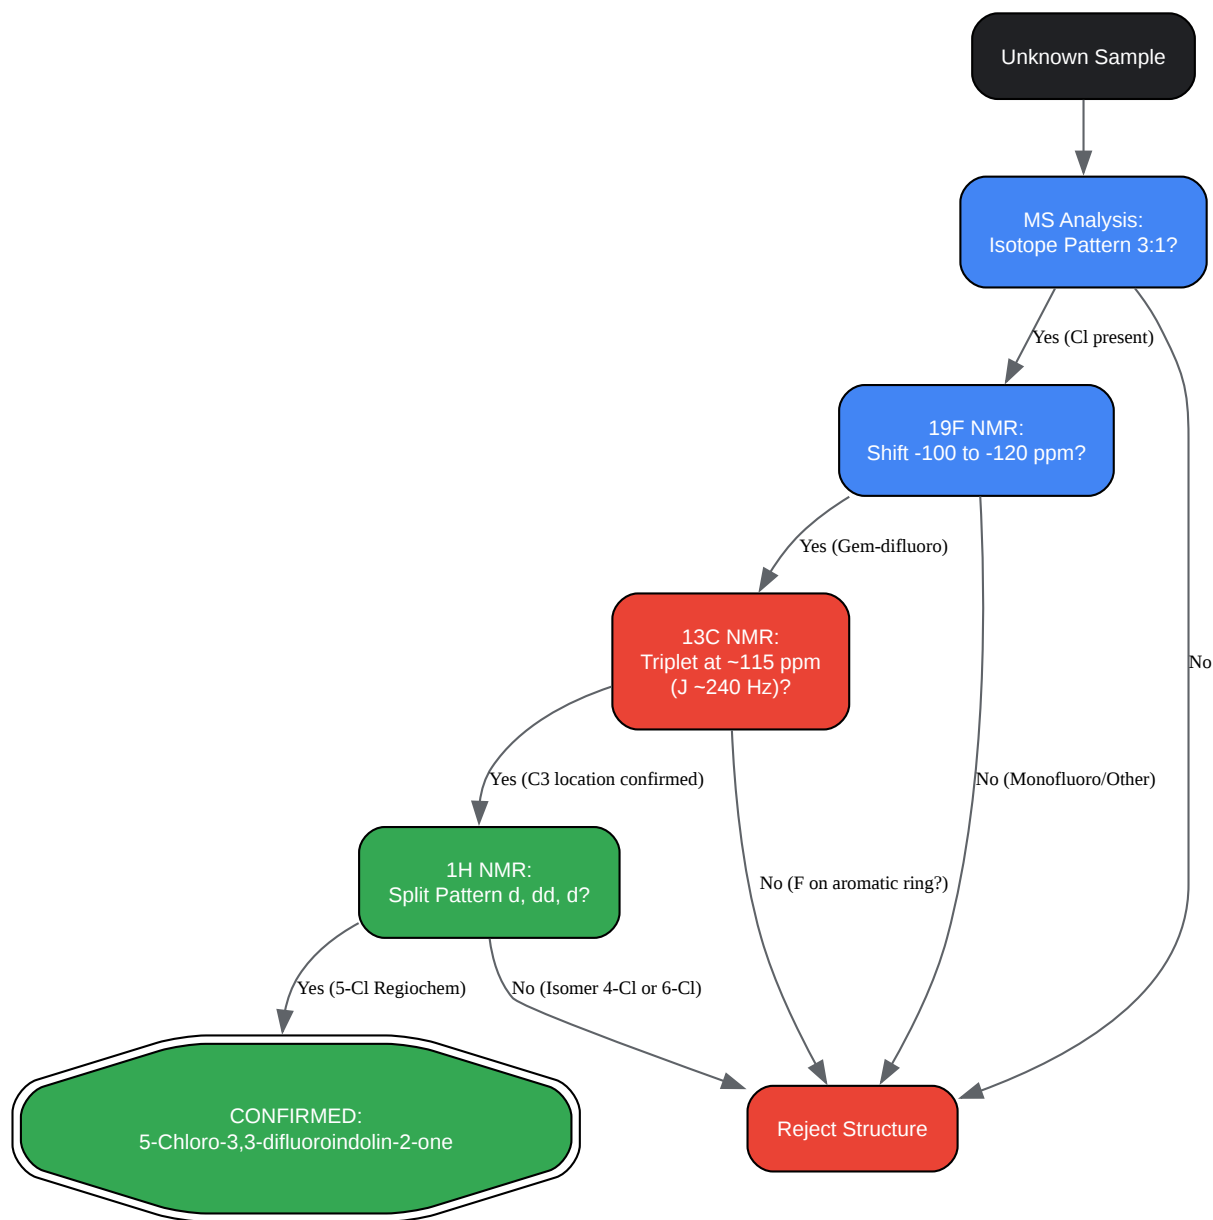 Unknown Sample
MS Analysis:
Isotope Pattern 3:1?
Yes (Cl present)
19F NMR:
Shift -100 to -120 ppm?
Yes (Gem-difluoro)
13C NMR:
Triplet at ~115 ppm
(J ~240 Hz)?
No
Yes (C3 location confirmed)
No (Monofluoro/Other)
1H NMR:
Split Pattern d, dd, d?
No (F on aromatic ring?)
Yes (5-Cl Regiochem)
No (Isomer 4-Cl or 6-Cl)
CONFIRMED:
5-Chloro-3,3-difluoroindolin-2-one
Reject Structure